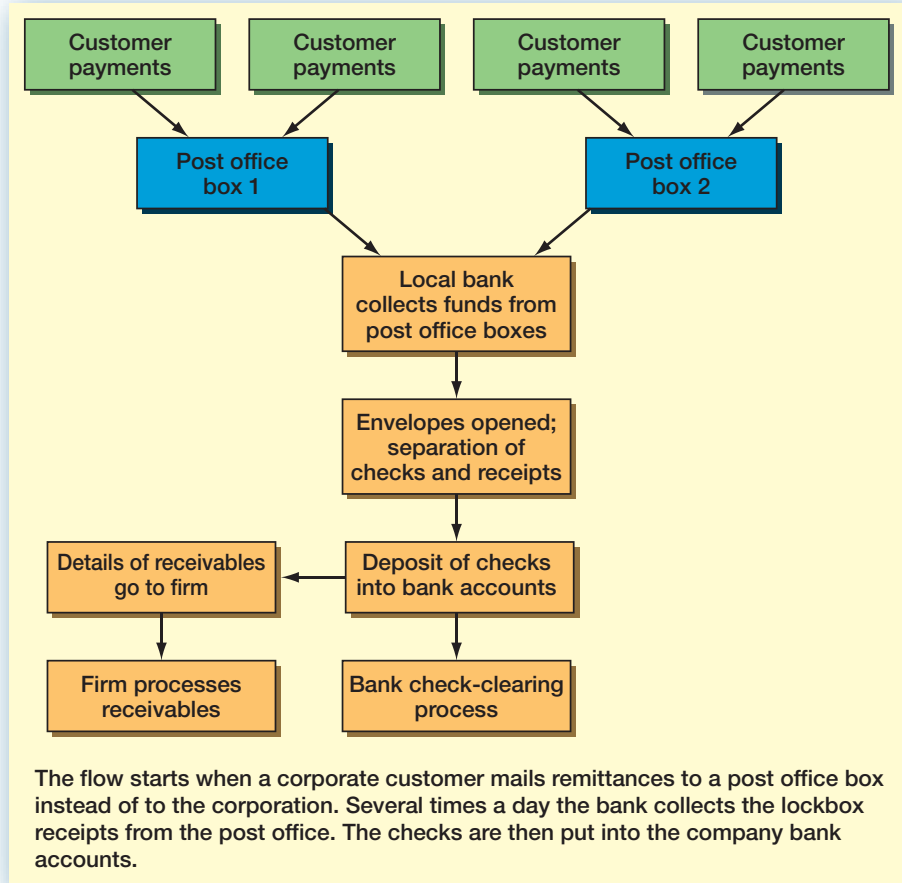 Customer
payments
Customer
payments
Customer
payments
Customer
payments
Post office
box 1
Post office
box 2
Local bank
collects funds from
post office boxes
Envelopes opened;
separation of
checks and receipts
Details of receivables
go to firm
Deposit of checks
into bank accounts
Firm processes
receivables
Bank check-clearing
process
The flow starts when a corporate customer mails remittances to a post office box
instead of to the corporation. Several times a day the bank collects the lockbox
receipts from the post office. The checks are then put into the company bank
accounts.